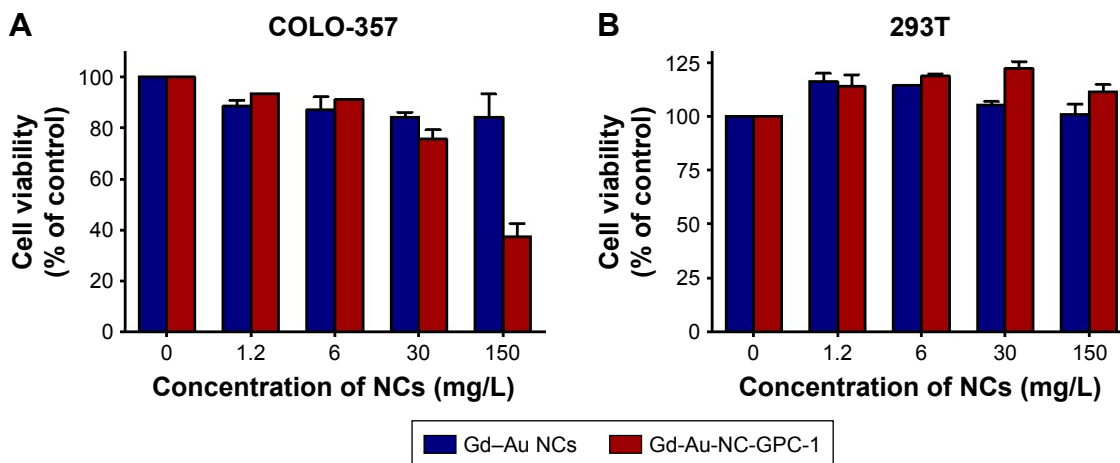 A
COLO-357
Cell viability
(% of control)
100
80
60
40
20
0
0 1.2 6 30 150
Concentration of NCs (mg/L)
B
293T
Cell viability
(% of control)
125
100
75
50
25
0
0 1.2 6 30 150
Concentration of NCs (mg/L)
Gd–Au NCs Gd-Au-NC-GPC-1